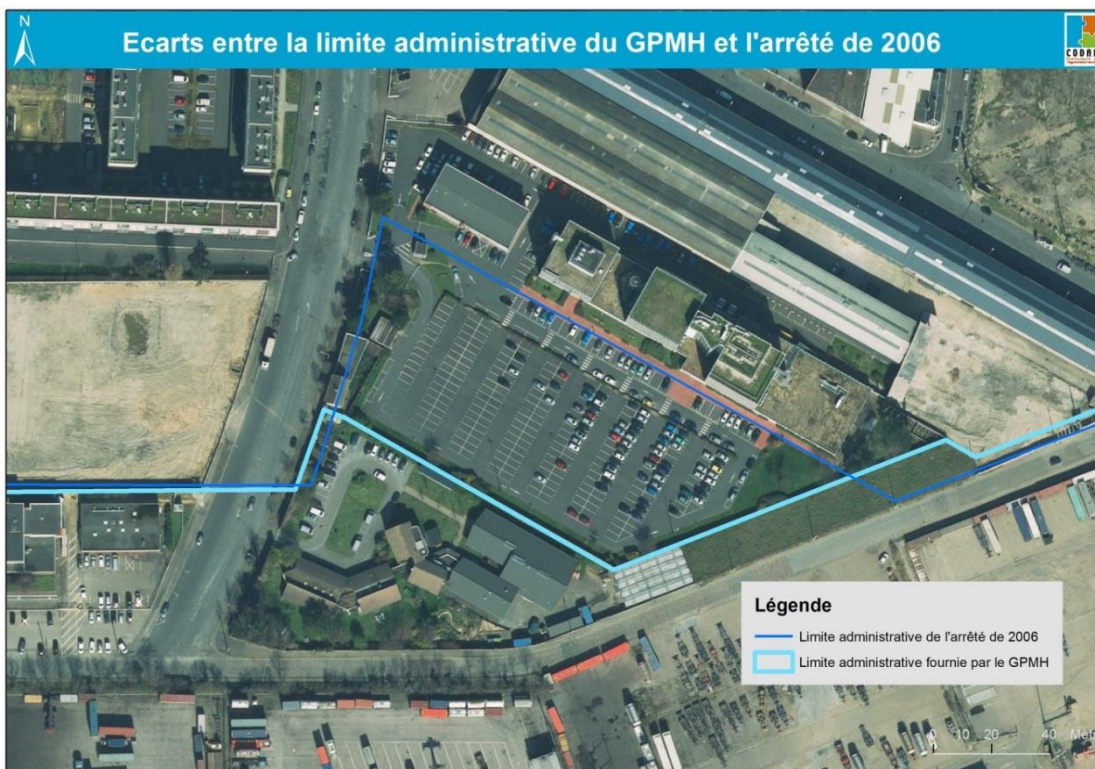 N
Ecarts entre la limite administrative du GPMH et l'arrêté de 2006
Légende
Limite administrative de l'arrêté de 2006
Limite administrative fournie par le GPMH
0 10 20 40